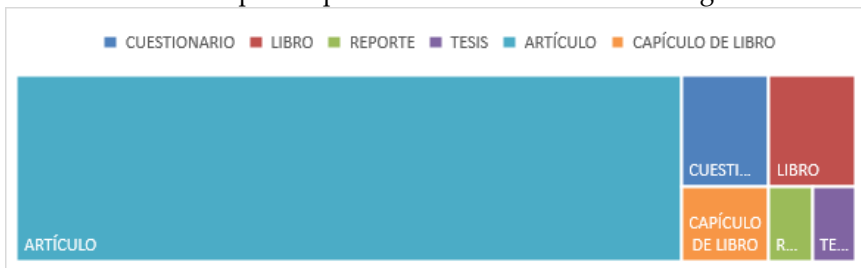 CUESTIONARIO LIBRO REPORTE TESIS ARTÍCULO CAPÍCULO DE LIBRO
ARTÍCULO
CUESTI...
LIBRO
CAPÍCULO
DE LIBRO
R...
TE...